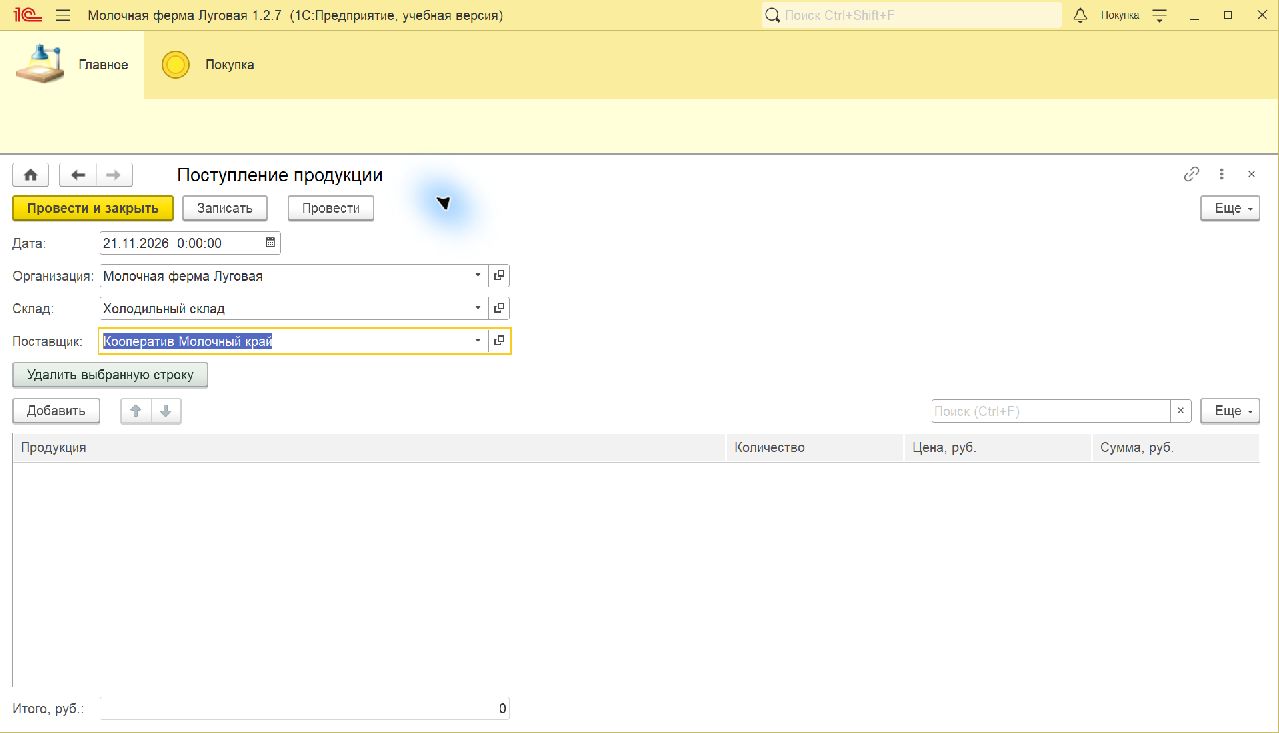 1С Молочная ферма Луговая 1.2.7 (1С:Предприятие, учебная версия) Поиск Ctrl+Shift+F Покупка
Главное Покупка
Поступление продукции
Провести и закрыть Записать Провести Еще
Дата: 21.11.2026 0:00:00
Организация: Молочная ферма Луговая
Склад: Холодильный склад
Поставщик: Кооператив Молочный край
Удалить выбранную строку
Добавить Поиск (Ctrl+F) × Еще
Продукция Количество Цена, руб. Сумма, руб.
Итого, руб.: 0